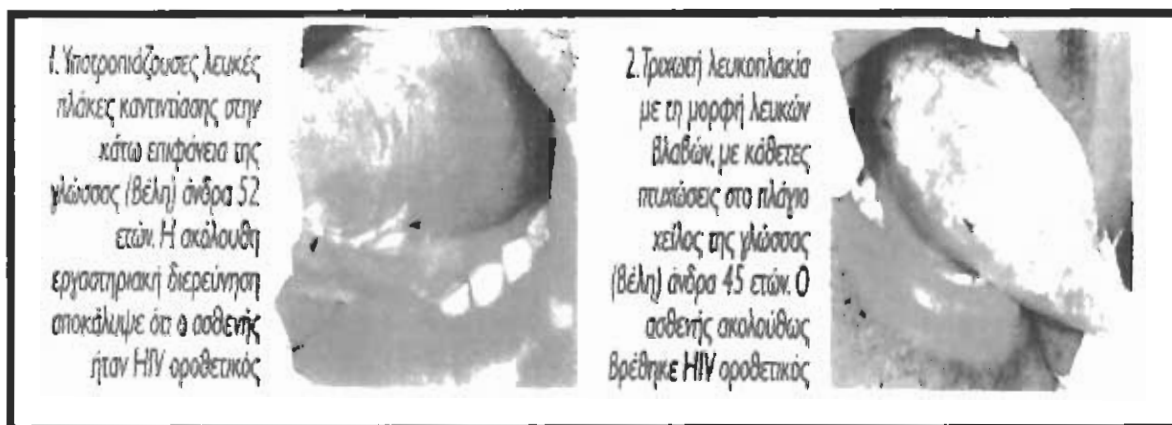 1. Υποτροπιάζουσες λευκές
πλάκες καντιντίασης στην
κάτω επιφάνεια της
γλώσσας (βέλη) άνδρα 52
ετών. Η ακόλουθη
εργαστηριακή διερεύνηση
αποκάλυψε ότι ο ασθενής
ήταν HIV οροθετικός
2. Τριχωτή λευκοπλακία
με τη μορφή λευκών
βλαβών, με κάθετες
πτυχώσεις στο πλάγιο
χείλος της γλώσσας
(βέλη) άνδρα 45 ετών. Ο
ασθενής ακολούθως
βρέθηκε HIV οροθετικός